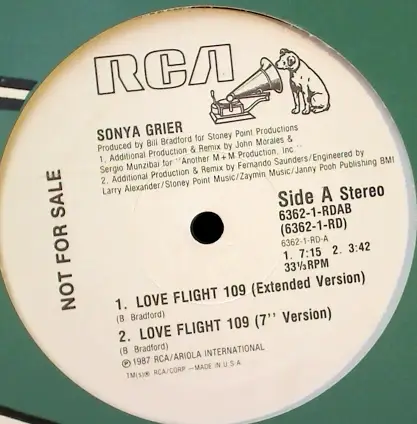 RCA
SONYA GRIER
Produced by Bill Bradford for Stoney Point Productions
1. Additional Production & Remix by John Morales &
Sergio Munzibai for "Another M + M Production, Inc."
2. Additional Production & Remix by Fernando Saunders/Engineered by
Larry Alexander/Stoney Point Music/Zaymin Music/Janny Pooh Publishing BMI
NOT FOR SALE
Side A Stereo
6362-1-RDAB
(6362-1-RD)
6362-1-RD-A
1. 7:15 2. 3:42
33⅓RPM
1. LOVE FLIGHT 109 (Extended Version)
(B Bradford)
2. LOVE FLIGHT 109 (7" Version)
(B Bradford)
℗1987 RCA/ARIOLA INTERNATIONAL
TM(s)® RCA/CORP —MADE IN U.S.A